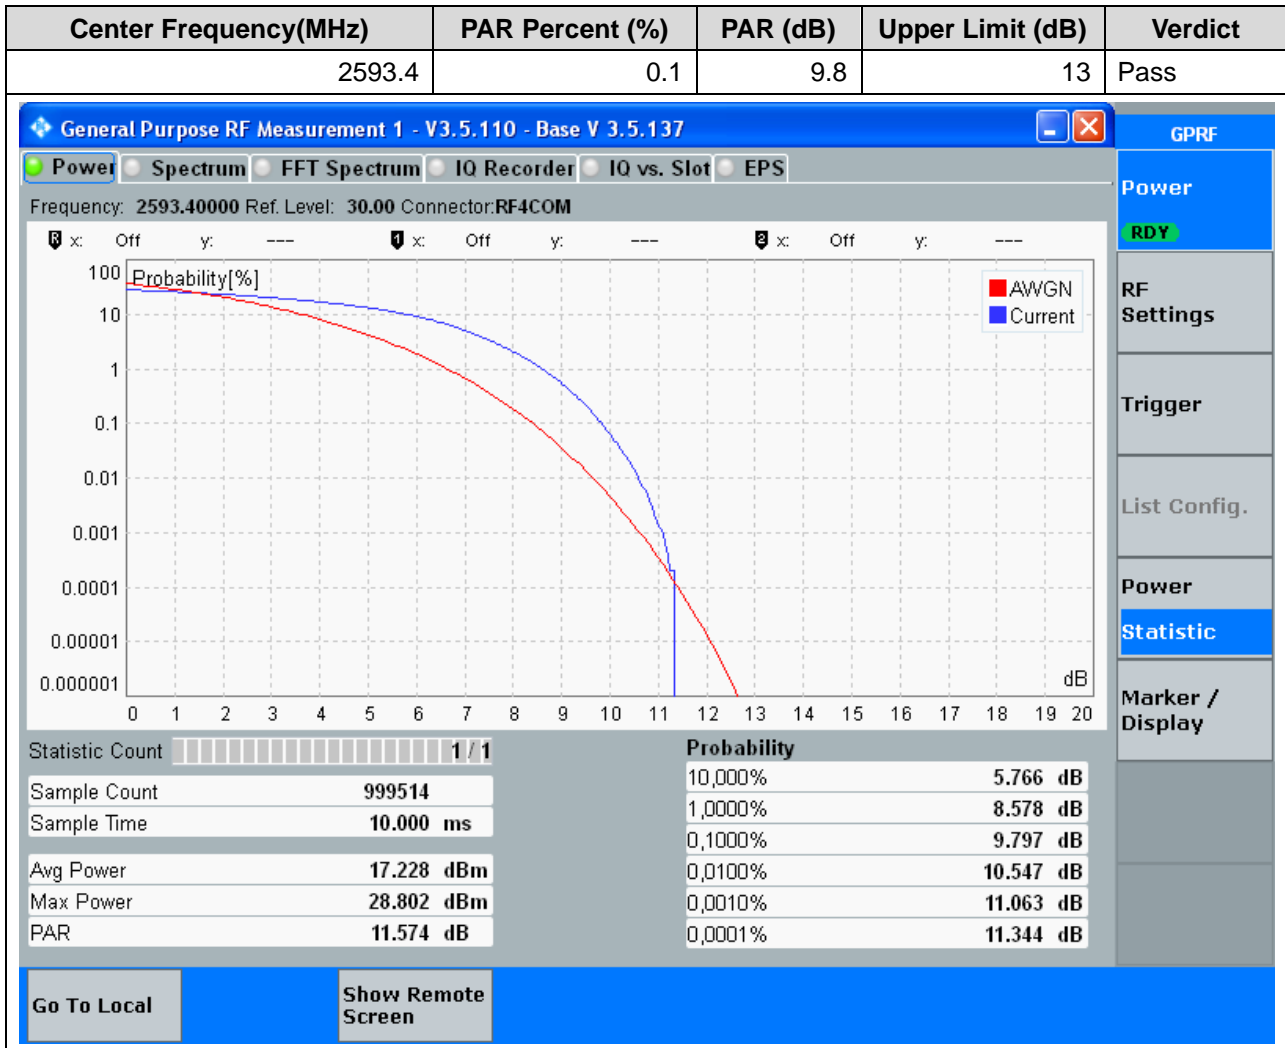 Center Frequency(MHz) PAR Percent (%) PAR (dB) Upper Limit (dB) Verdict
2593.4 0.1 9.8 13 Pass
General Purpose RF Measurement 1 - V3.5.110 - Base V 3.5.137
GPRF
Power Spectrum FFT Spectrum IQ Recorder IQ vs. Slot EPS
Power
RDY
Frequency: 2593.40000 Ref. Level: 30.00 Connector:RF4COM
R x: Off y: --- 1 x: Off y: --- 2 x: Off y: ---
Probability[%]
AWGN
Current
100
10
1
0.1
0.01
0.001
0.0001
0.00001
0.000001
dB
0 1 2 3 4 5 6 7 8 9 10 11 12 13 14 15 16 17 18 19 20
RF
Settings
Trigger
List Config.
Power
Statistic
Marker /
Display
Statistic Count 1 / 1
Sample Count 999514
Sample Time 10.000 ms
Avg Power 17.228 dBm
Max Power 28.802 dBm
PAR 11.574 dB
Probability
10,000% 5.766 dB
1,0000% 8.578 dB
0,1000% 9.797 dB
0,0100% 10.547 dB
0,0010% 11.063 dB
0,0001% 11.344 dB
Go To Local
Show Remote
Screen